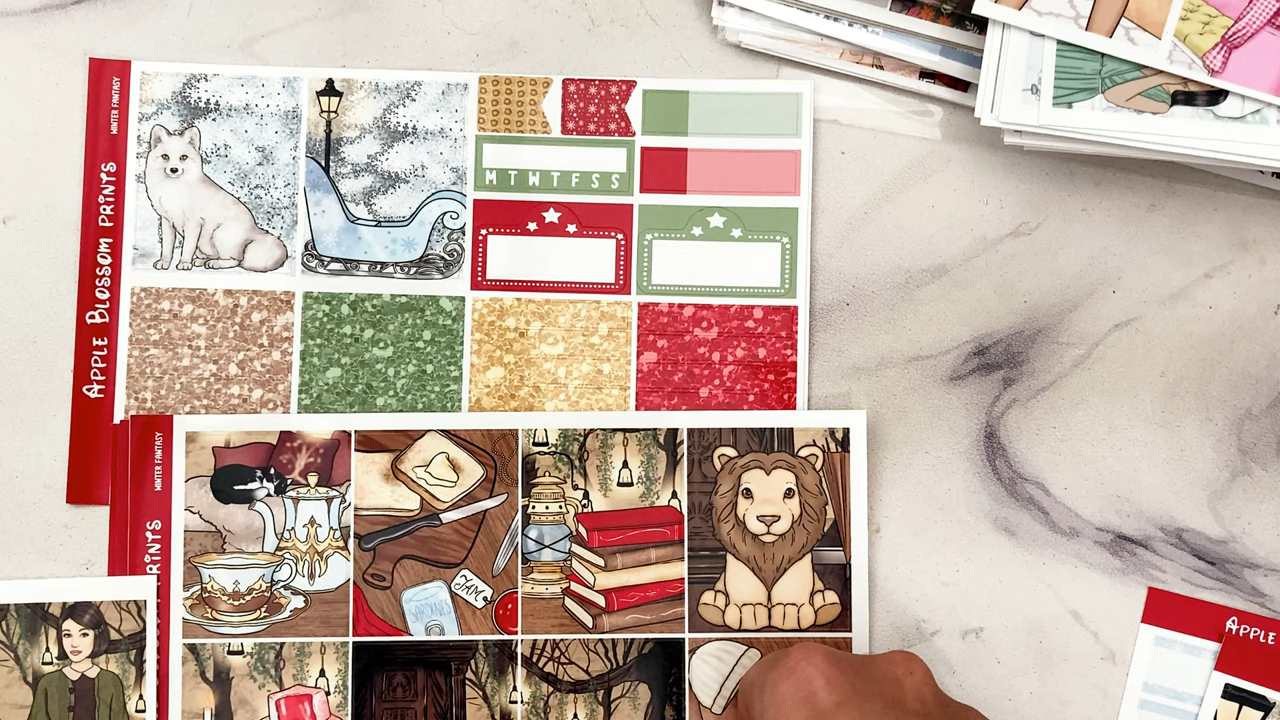 WINTER FANTASY
APPLE BLOSSOM PRINTS
M T W T F S S
WINTER FANTASY
PRINTS
JAM
SARDINES
APPLE